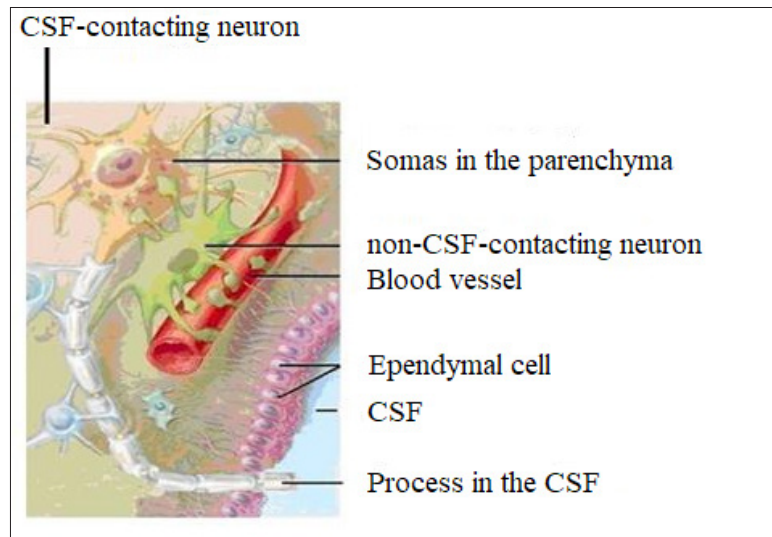 CSF-contacting neuron
Somas in the parenchyma
non-CSF-contacting neuron
Blood vessel
Ependymal cell
CSF
Process in the CSF